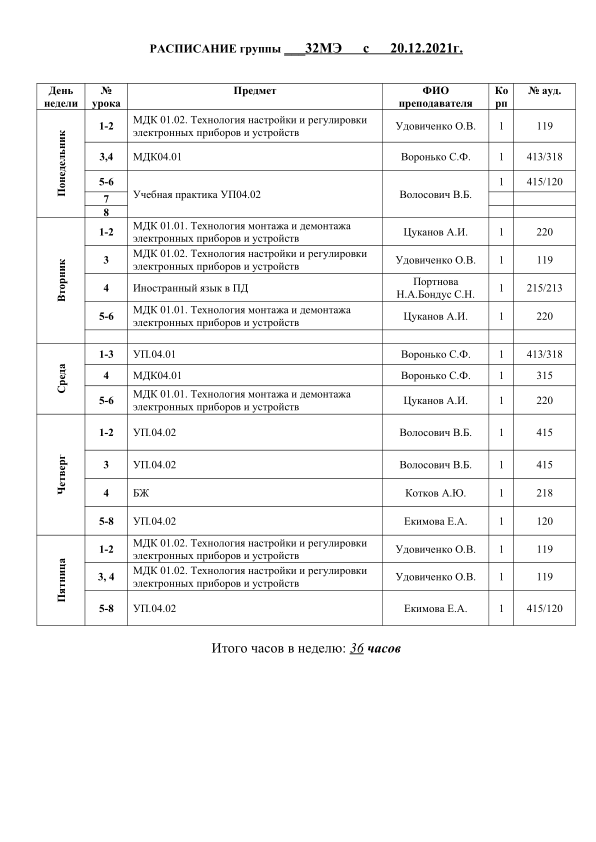 РАСПИСАНИЕ группы ___32МЭ с 20.12.2021г.
День недели № урока Предмет ФИО преподавателя Ко рп № ауд.
Понедельник
1-2 МДК 01.02. Технология настройки и регулировки
электронных приборов и устройств Удовиченко О.В. 1 119
3,4 МДК04.01 Воронько С.Ф. 1 413/318
5-6 1 415/120
7 Учебная практика УП04.02 Волосович В.Б.
8
Вторник
1-2 МДК 01.01. Технология монтажа и демонтажа
электронных приборов и устройств Цуканов А.И. 1 220
3 МДК 01.02. Технология настройки и регулировки
электронных приборов и устройств Удовиченко О.В. 1 119
4 Иностранный язык в ПД Портнова
Н.А.Бондус С.Н. 1 215/213
5-6 МДК 01.01. Технология монтажа и демонтажа
электронных приборов и устройств Цуканов А.И. 1 220
Среда
1-3 УП.04.01 Воронько С.Ф. 1 413/318
4 МДК04.01 Воронько С.Ф. 1 315
5-6 МДК 01.01. Технология монтажа и демонтажа
электронных приборов и устройств Цуканов А.И. 1 220
Четверг
1-2 УП.04.02 Волосович В.Б. 1 415
3 УП.04.02 Волосович В.Б. 1 415
4 БЖ Котков А.Ю. 1 218
5-8 УП.04.02 Екимова Е.А. 1 120
Пятница
1-2 МДК 01.02. Технология настройки и регулировки
электронных приборов и устройств Удовиченко О.В. 1 119
3, 4 МДК 01.02. Технология настройки и регулировки
электронных приборов и устройств Удовиченко О.В. 1 119
5-8 УП.04.02 Екимова Е.А. 1 415/120
Итого часов в неделю: 36 часов